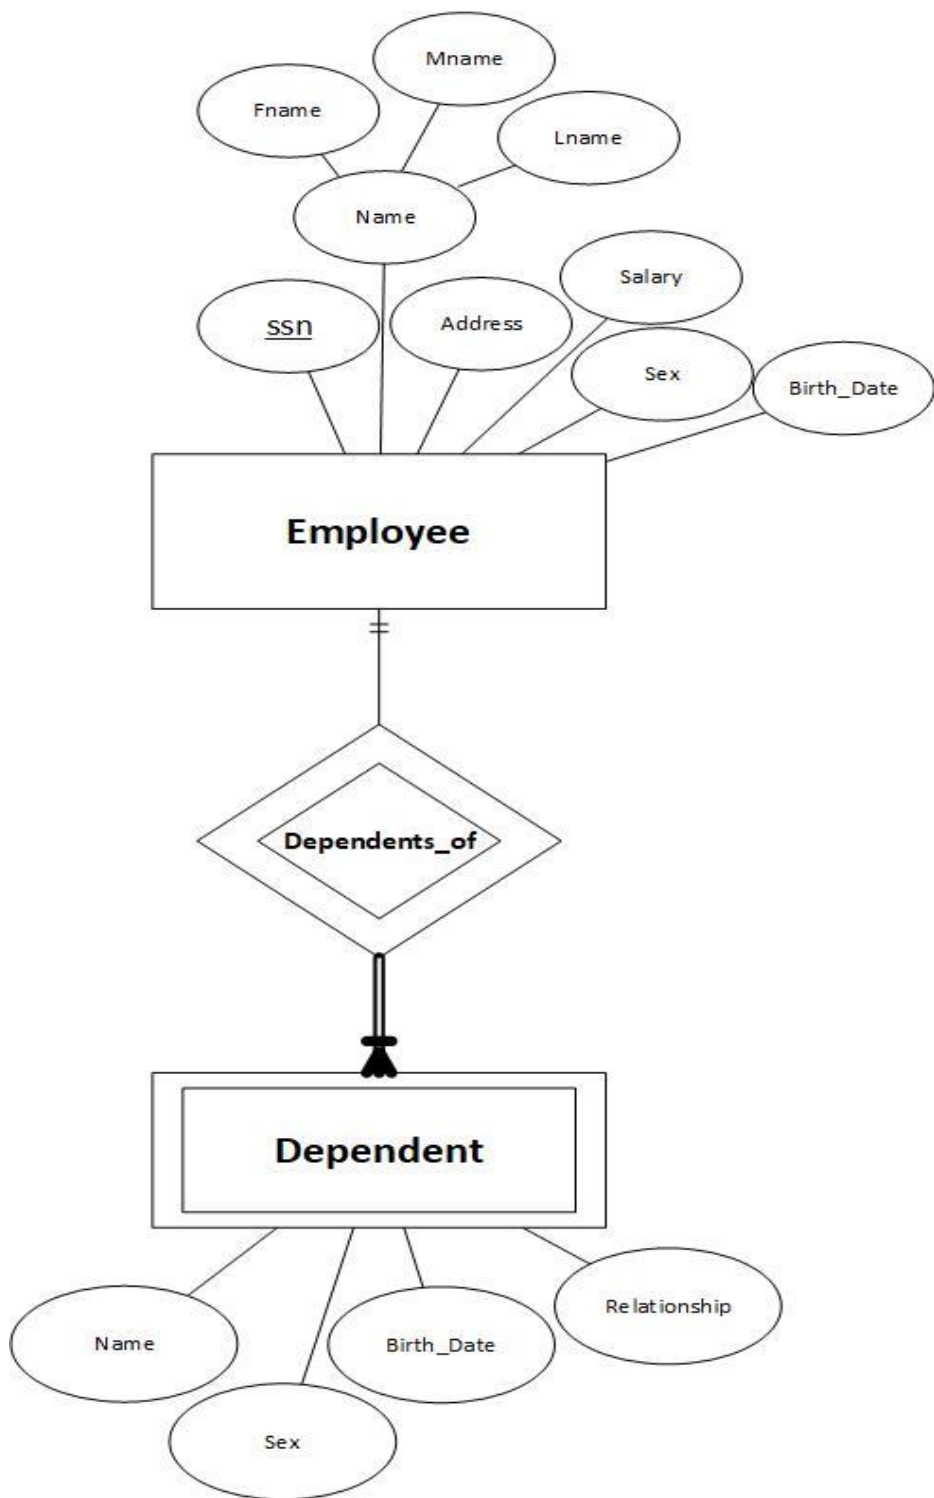 Mname
Fname
Lname
Name
Salary
ssn
Address
Sex
Birth_Date
Employee
Dependents_of
Dependent
Relationship
Name
Birth_Date
Sex